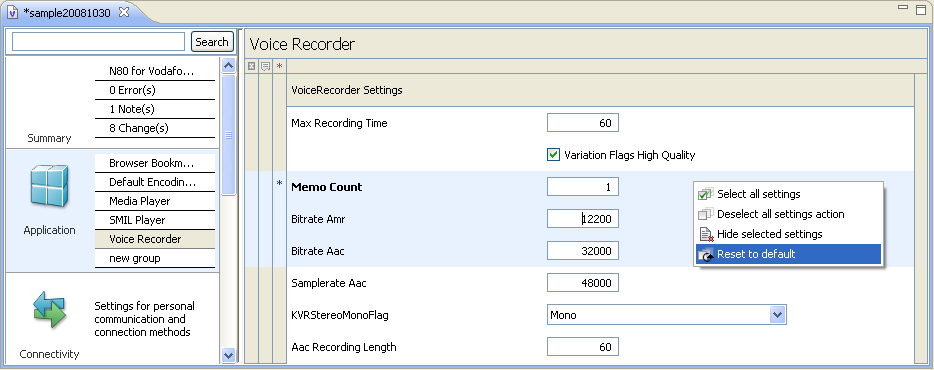 *sample20081030
Search
N80 for Vodafo...
0 Error(s)
1 Note(s)
8 Change(s)
Summary
Browser Bookm...
Default Encodin...
Media Player
SMIL Player
Voice Recorder
new group
Application
Settings for personal
communication and
connection methods
Connectivity
Voice Recorder
*
VoiceRecorder Settings
Max Recording Time 60
Variation Flags High Quality
* Memo Count 1
Bitrate Amr 12200
Bitrate Aac 32000
Samplerate Aac 48000
KVRStereoMonoFlag Mono
Aac Recording Length 60
Select all settings
Deselect all settings action
Hide selected settings
Reset to default